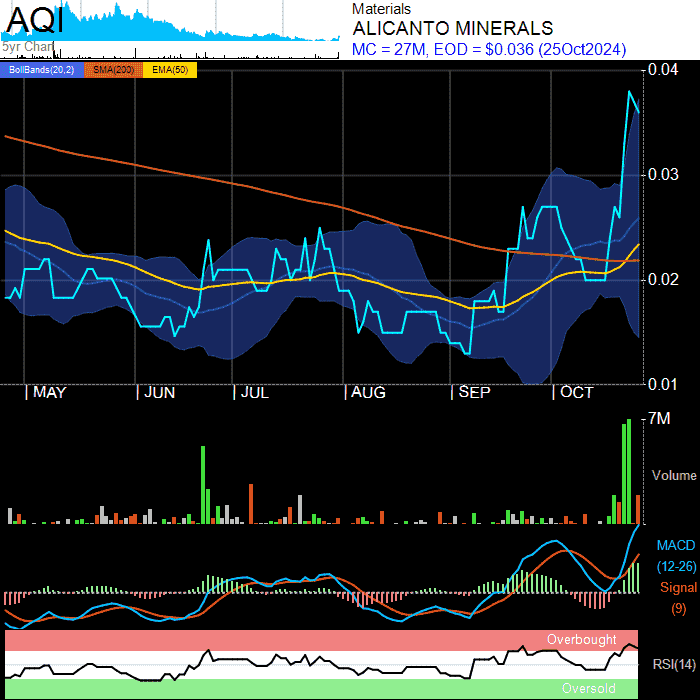 AQI
5yr Chart
Materials
ALICANTO MINERALS
MC = 27M, EOD = $0.036 (25Oct2024)
BollBands(20,2) SMA(200) EMA(50)
0.04
0.03
0.02
0.01
MAY JUN JUL AUG SEP OCT
7M
Volume
MACD
(12-26)
Signal
(9)
Overbought
RSI(14)
Oversold